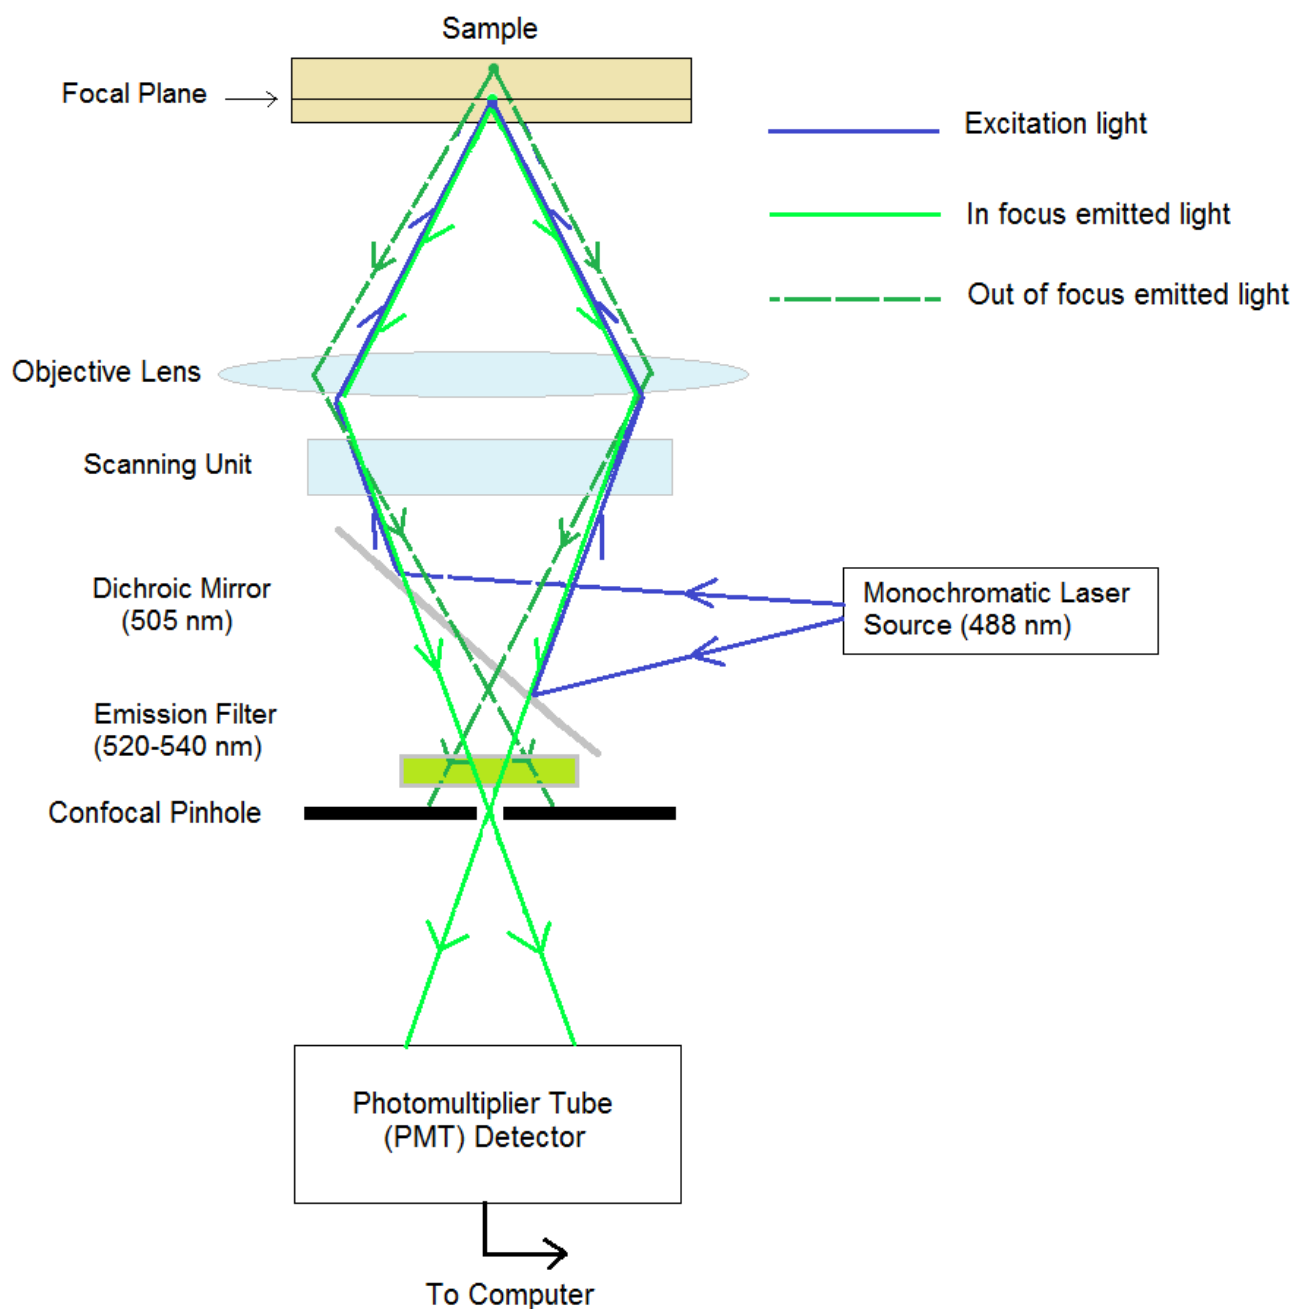 Sample
Focal Plane
Excitation light
In focus emitted light
Out of focus emitted light
Objective Lens
Scanning Unit
Dichroic Mirror
(505 nm)
Monochromatic Laser
Source (488 nm)
Emission Filter
(520-540 nm)
Confocal Pinhole
Photomultiplier Tube
(PMT) Detector
To Computer